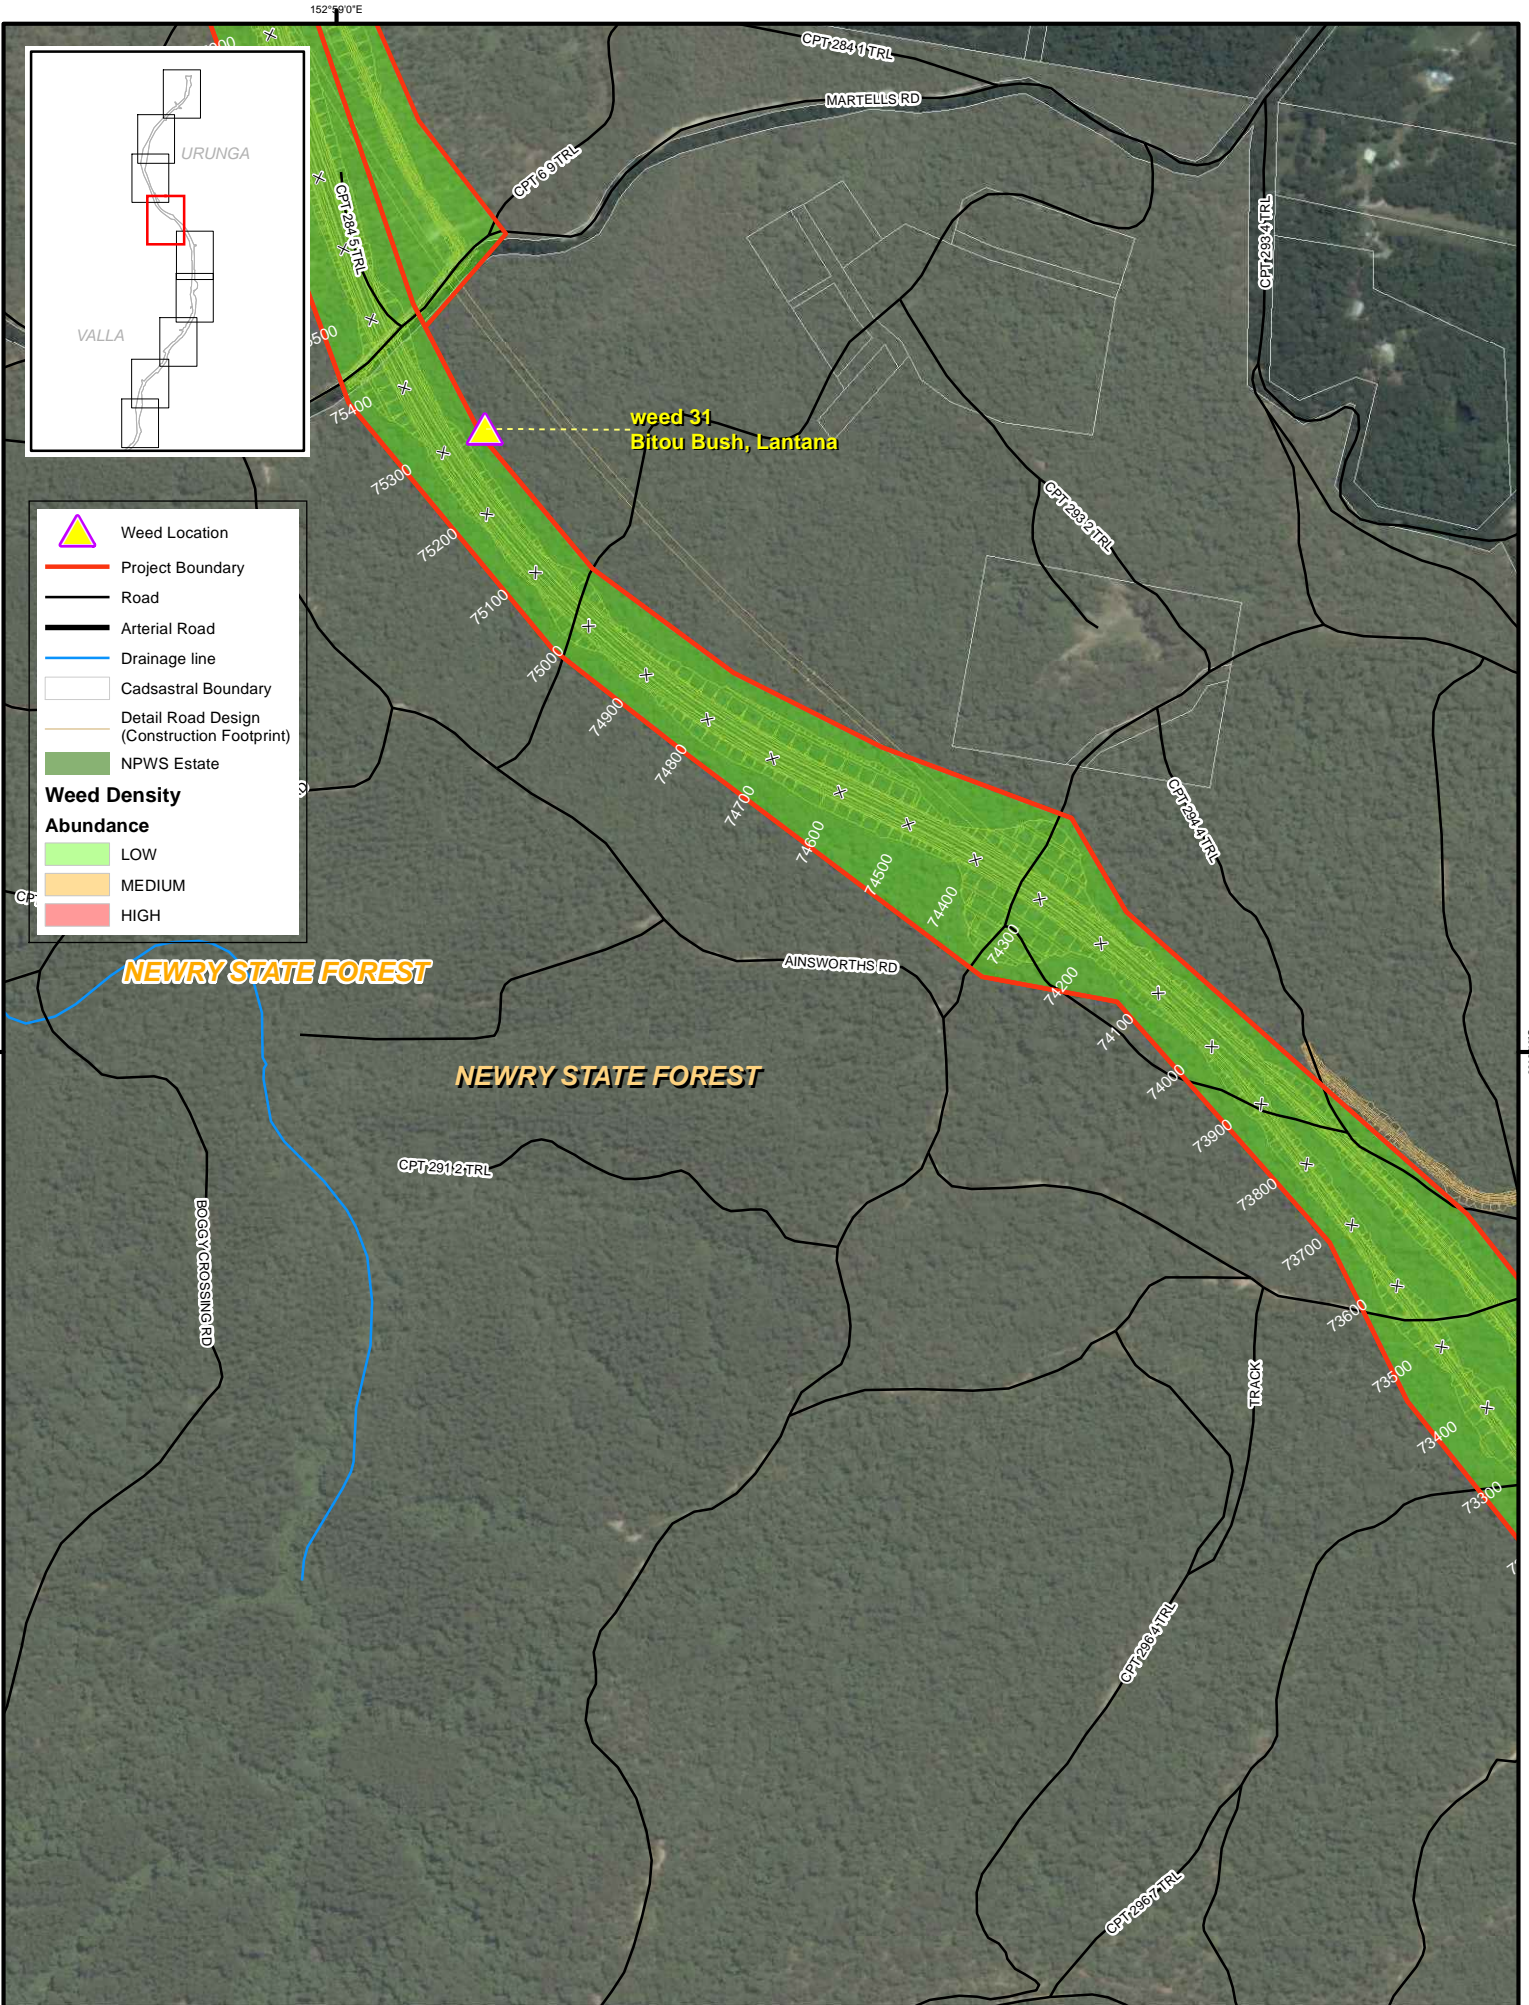 152°59'0"E
CPT 284 1 TRL
MARTELLS RD
URUNGA
VALLA
CPT 6 9 TRL
CPT 284 5 TRL
CPT 293 4 TRL
75400
weed 31
Bitou Bush, Lantana
75300
75200
75100
75000
74900
74800
74700
74600
74500
74400
74300
74200
74100
74000
73900
73800
73700
73600
73500
73400
73300
CPT 293 2 TRL
CPT 294 4 TRL
Weed Location
Project Boundary
Road
Arterial Road
Drainage line
Cadsastral Boundary
Detail Road Design
(Construction Footprint)
NPWS Estate
Weed Density
Abundance
LOW
MEDIUM
HIGH
NEWRY STATE FOREST
AINSWORTHS RD
NEWRY STATE FOREST
CPT 291 2 TRL
BOGGY CROSSING RD
TRACK
CPT 296 4 TRL
CPT 296 7 TRL